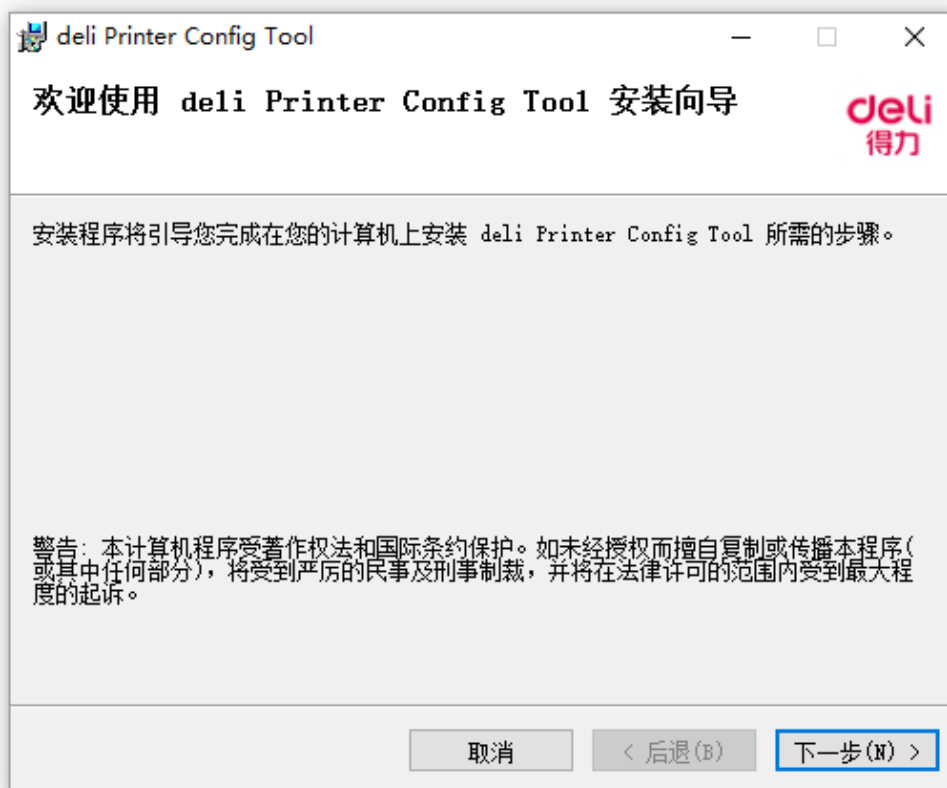 deli Printer Config Tool
欢迎使用 deli Printer Config Tool 安装向导
deli
得力
安装程序将引导您完成在您的计算机上安装 deli Printer Config Tool 所需的步骤。
警告: 本计算机程序受著作权法和国际条约保护。如未经授权而擅自复制或传播本程序(
或其中任何部分), 将受到严厉的民事及刑事制裁, 并将在法律许可的范围内受到最大程
度的起诉。
取消
< 后退(B)
下一步(N) >